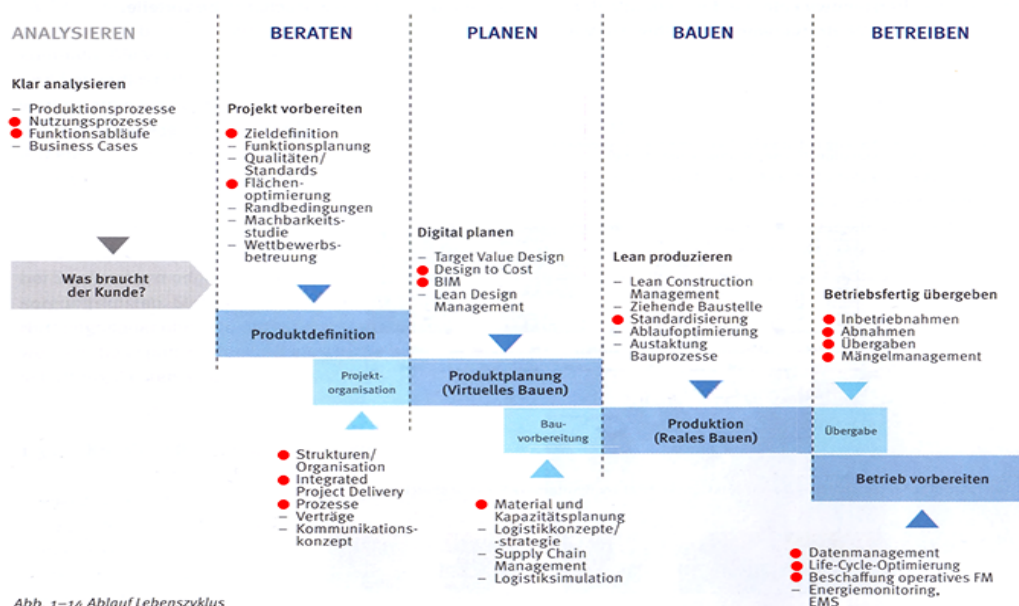 ANALYSIEREN
BERATEN
PLANEN
BAUEN
BETREIBEN
Klar analysieren
– Produktionsprozesse
Nutzungsprozesse
Funktionsabläufe
– Business Cases
Was braucht
der Kunde?
Projekt vorbereiten
Zieldefinition
– Funktionsplanung
– Qualitäten/
Standards
Flächen-
optimierung
– Randbedingungen
– Machbarkeits-
studie
– Wettbewerbs-
betreuung
Produktdefinition
Projekt-
organisation
Strukturen/
Organisation
Integrated
Project Delivery
Prozesse
– Verträge
– Kommunikations-
konzept
Digital planen
– Target Value Design
Design to Cost
BIM
– Lean Design
Management
Produktplanung
(Virtuelles Bauen)
Bau-
vorbereitung
Material und
Kapazitätsplanung
– Logistikkonzepte/
-strategie
– Supply Chain
Management
– Logistiksimulation
Lean produzieren
– Lean Construction
Management
– Ziehende Baustelle
Standardisierung
– Ablaufoptimierung
– Austaktung
Bauprozesse
Produktion
(Reales Bauen)
Betriebsfertig übergeben
Inbetriebnahmen
Abnahmen
Übergaben
Mängelmanagement
Übergabe
Betrieb vorbereiten
Datenmanagement
Life-Cycle-Optimierung
Beschaffung operatives FM
– Energiemonitoring,
EMS
Abb. 1–14 Ablauf Lebenszyklus